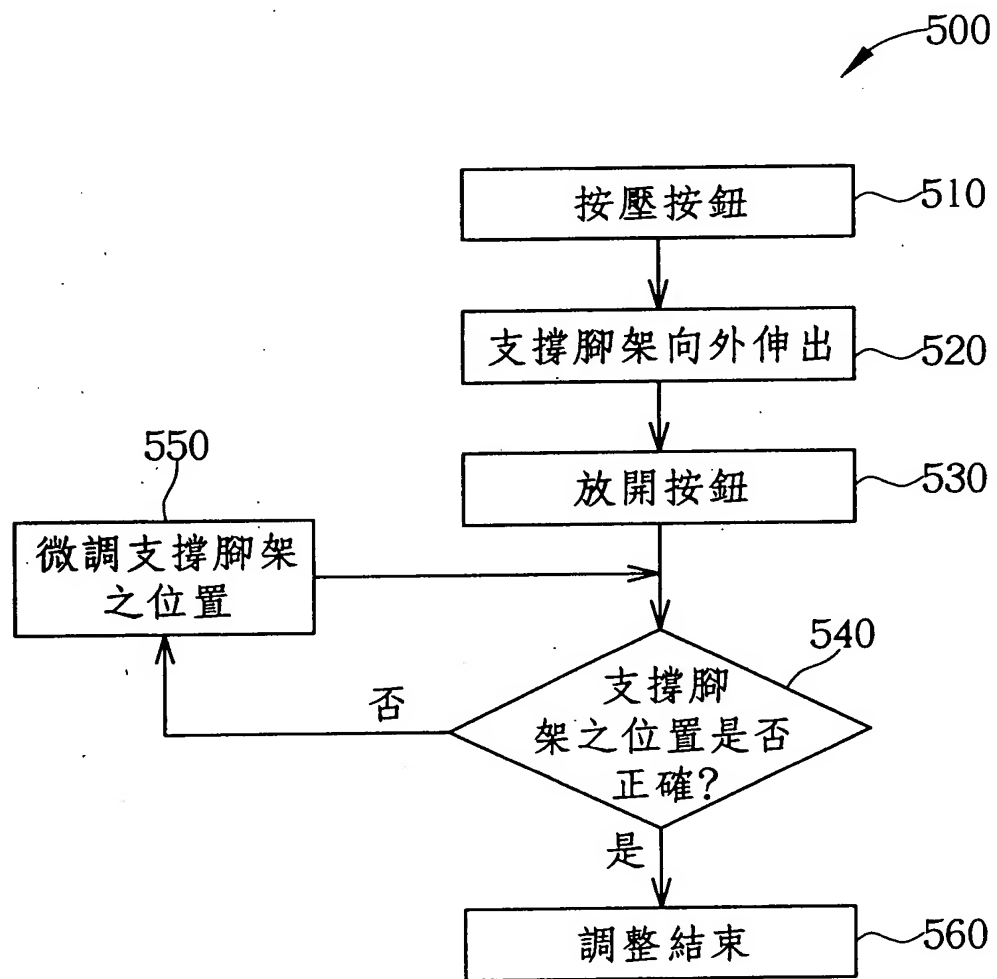 500
按壓按鈕
510
支撐腳架向外伸出
520
放開按鈕
530
550
微調支撐腳架
之位置
540
支撐腳
架之位置是否
正確?
否
是
調整結束
560